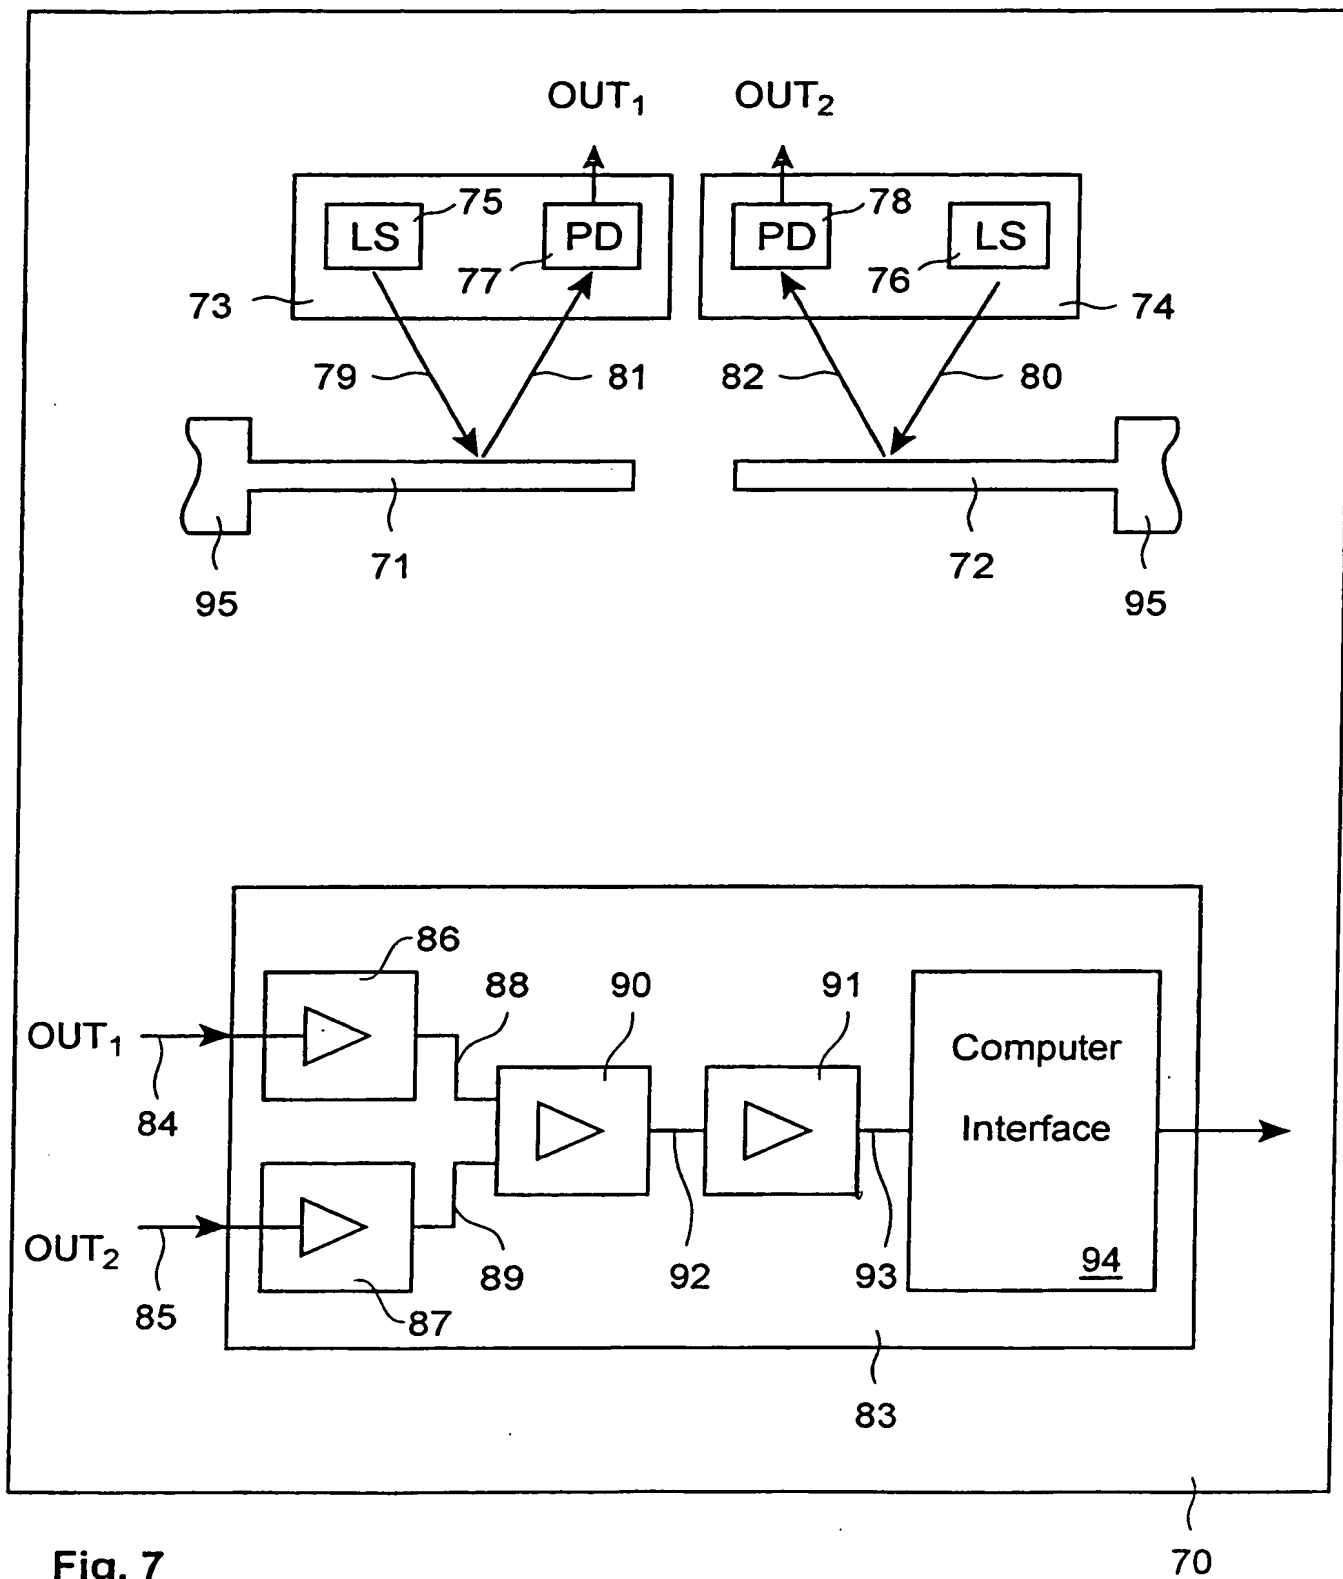 OUT₁ OUT₂
75 78
LS PD PD LS
77 76
73 74
79 81 82 80
71 72
95 95
86
88 90 91
OUT₁
Computer
84
Interface
OUT₂
89 92 93 94
85 87
83
70
Fig. 7